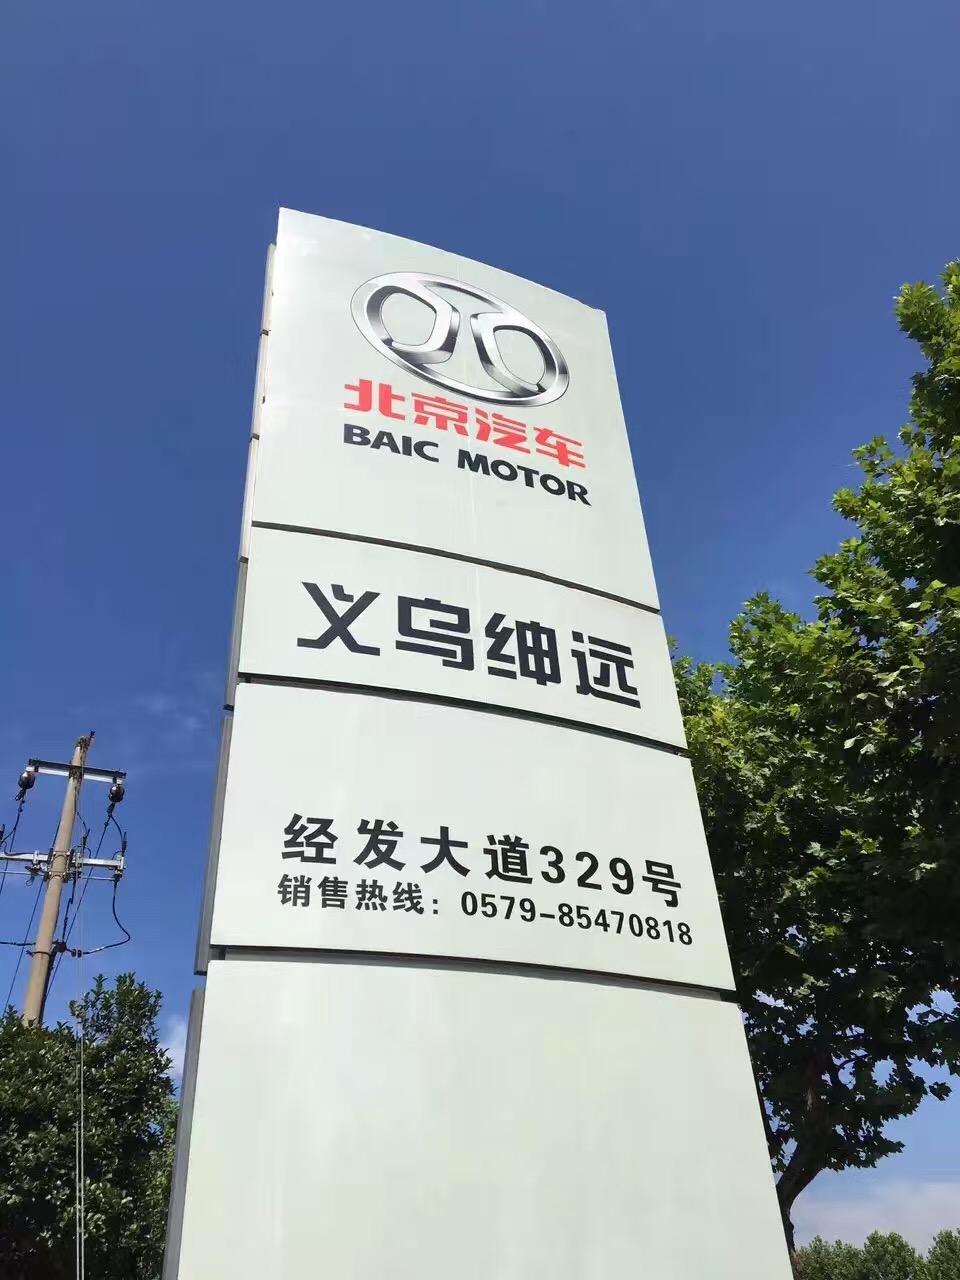 北京汽车
BAIC MOTOR
义乌绅远
经发大道329号
销售热线：0579-85470818